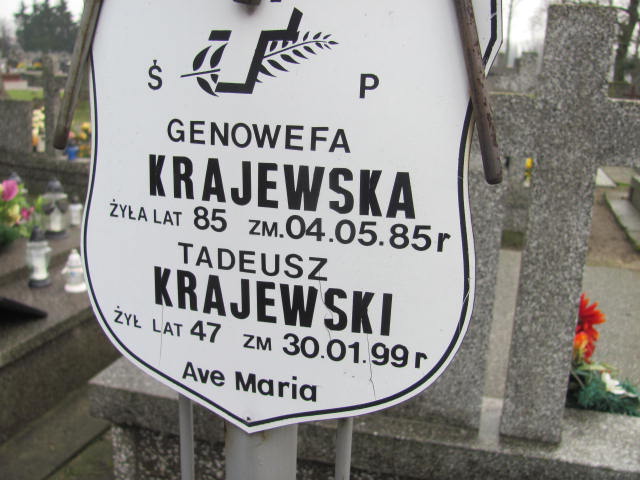 Ś P
GENOWEFA
KRAJEWSKA
ŻYŁA LAT 85 ZM.04.05.85r
TADEUSZ
KRAJEWSKI
ŻYŁ LAT 47 ZM 30.01.99r
Ave Maria